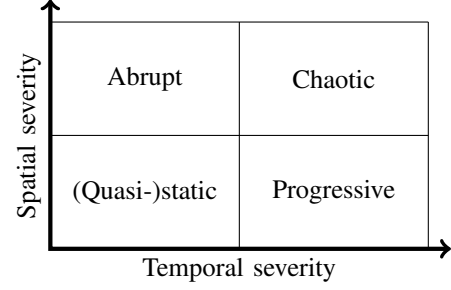 Spatial severity
Abrupt
Chaotic
(Quasi-)static
Progressive
Temporal severity